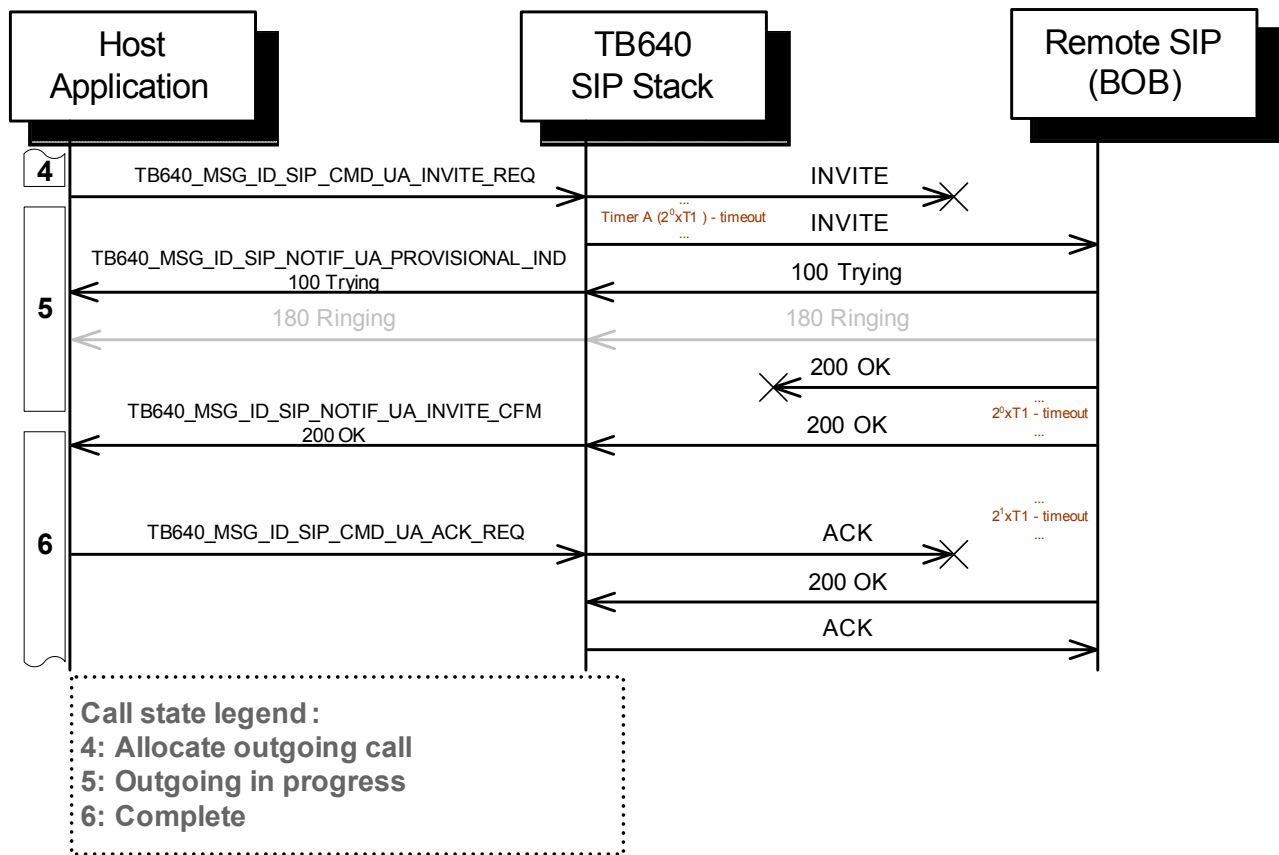 Host
Application
TB640
SIP Stack
Remote SIP
(BOB)
4
TB640_MSG_ID_SIP_CMD_UA_INVITE_REQ
INVITE
...
Timer A (2⁰xT1 ) - timeout
...
INVITE
TB640_MSG_ID_SIP_NOTIF_UA_PROVISIONAL_IND
100 Trying
100 Trying
5
180 Ringing
180 Ringing
200 OK
TB640_MSG_ID_SIP_NOTIF_UA_INVITE_CFM
200 OK
200 OK
...
2⁰xT1 - timeout
...
...
2¹xT1 - timeout
...
6
TB640_MSG_ID_SIP_CMD_UA_ACK_REQ
ACK
200 OK
ACK
Call state legend :
4: Allocate outgoing call
5: Outgoing in progress
6: Complete